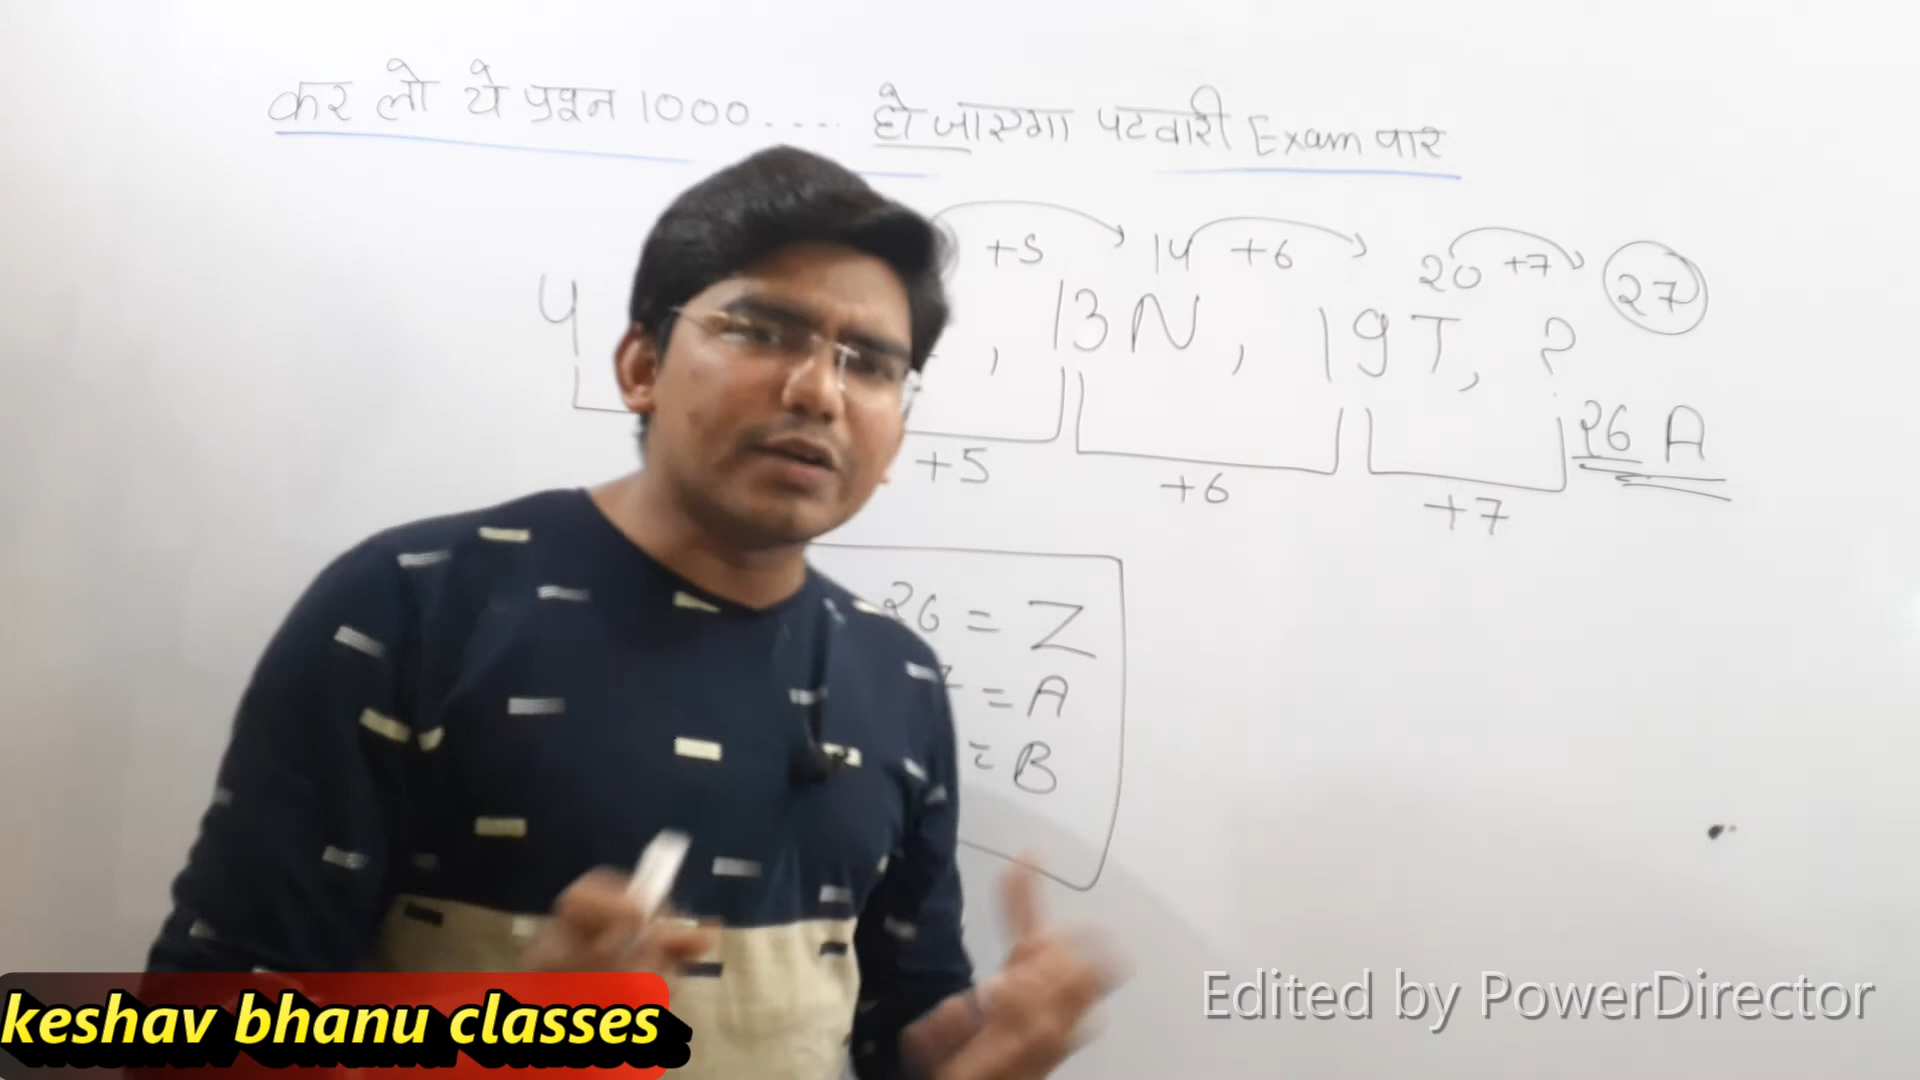 कर लो ये प्रश्न 1000.... हो जाएगा पटवारी Exam पार
+5 14 +6 20 +7 27
4 , 13N, 19T, ?
26 A
+5 +6 +7
26 = Z
= A
= B
keshav bhanu classes
Edited by PowerDirector